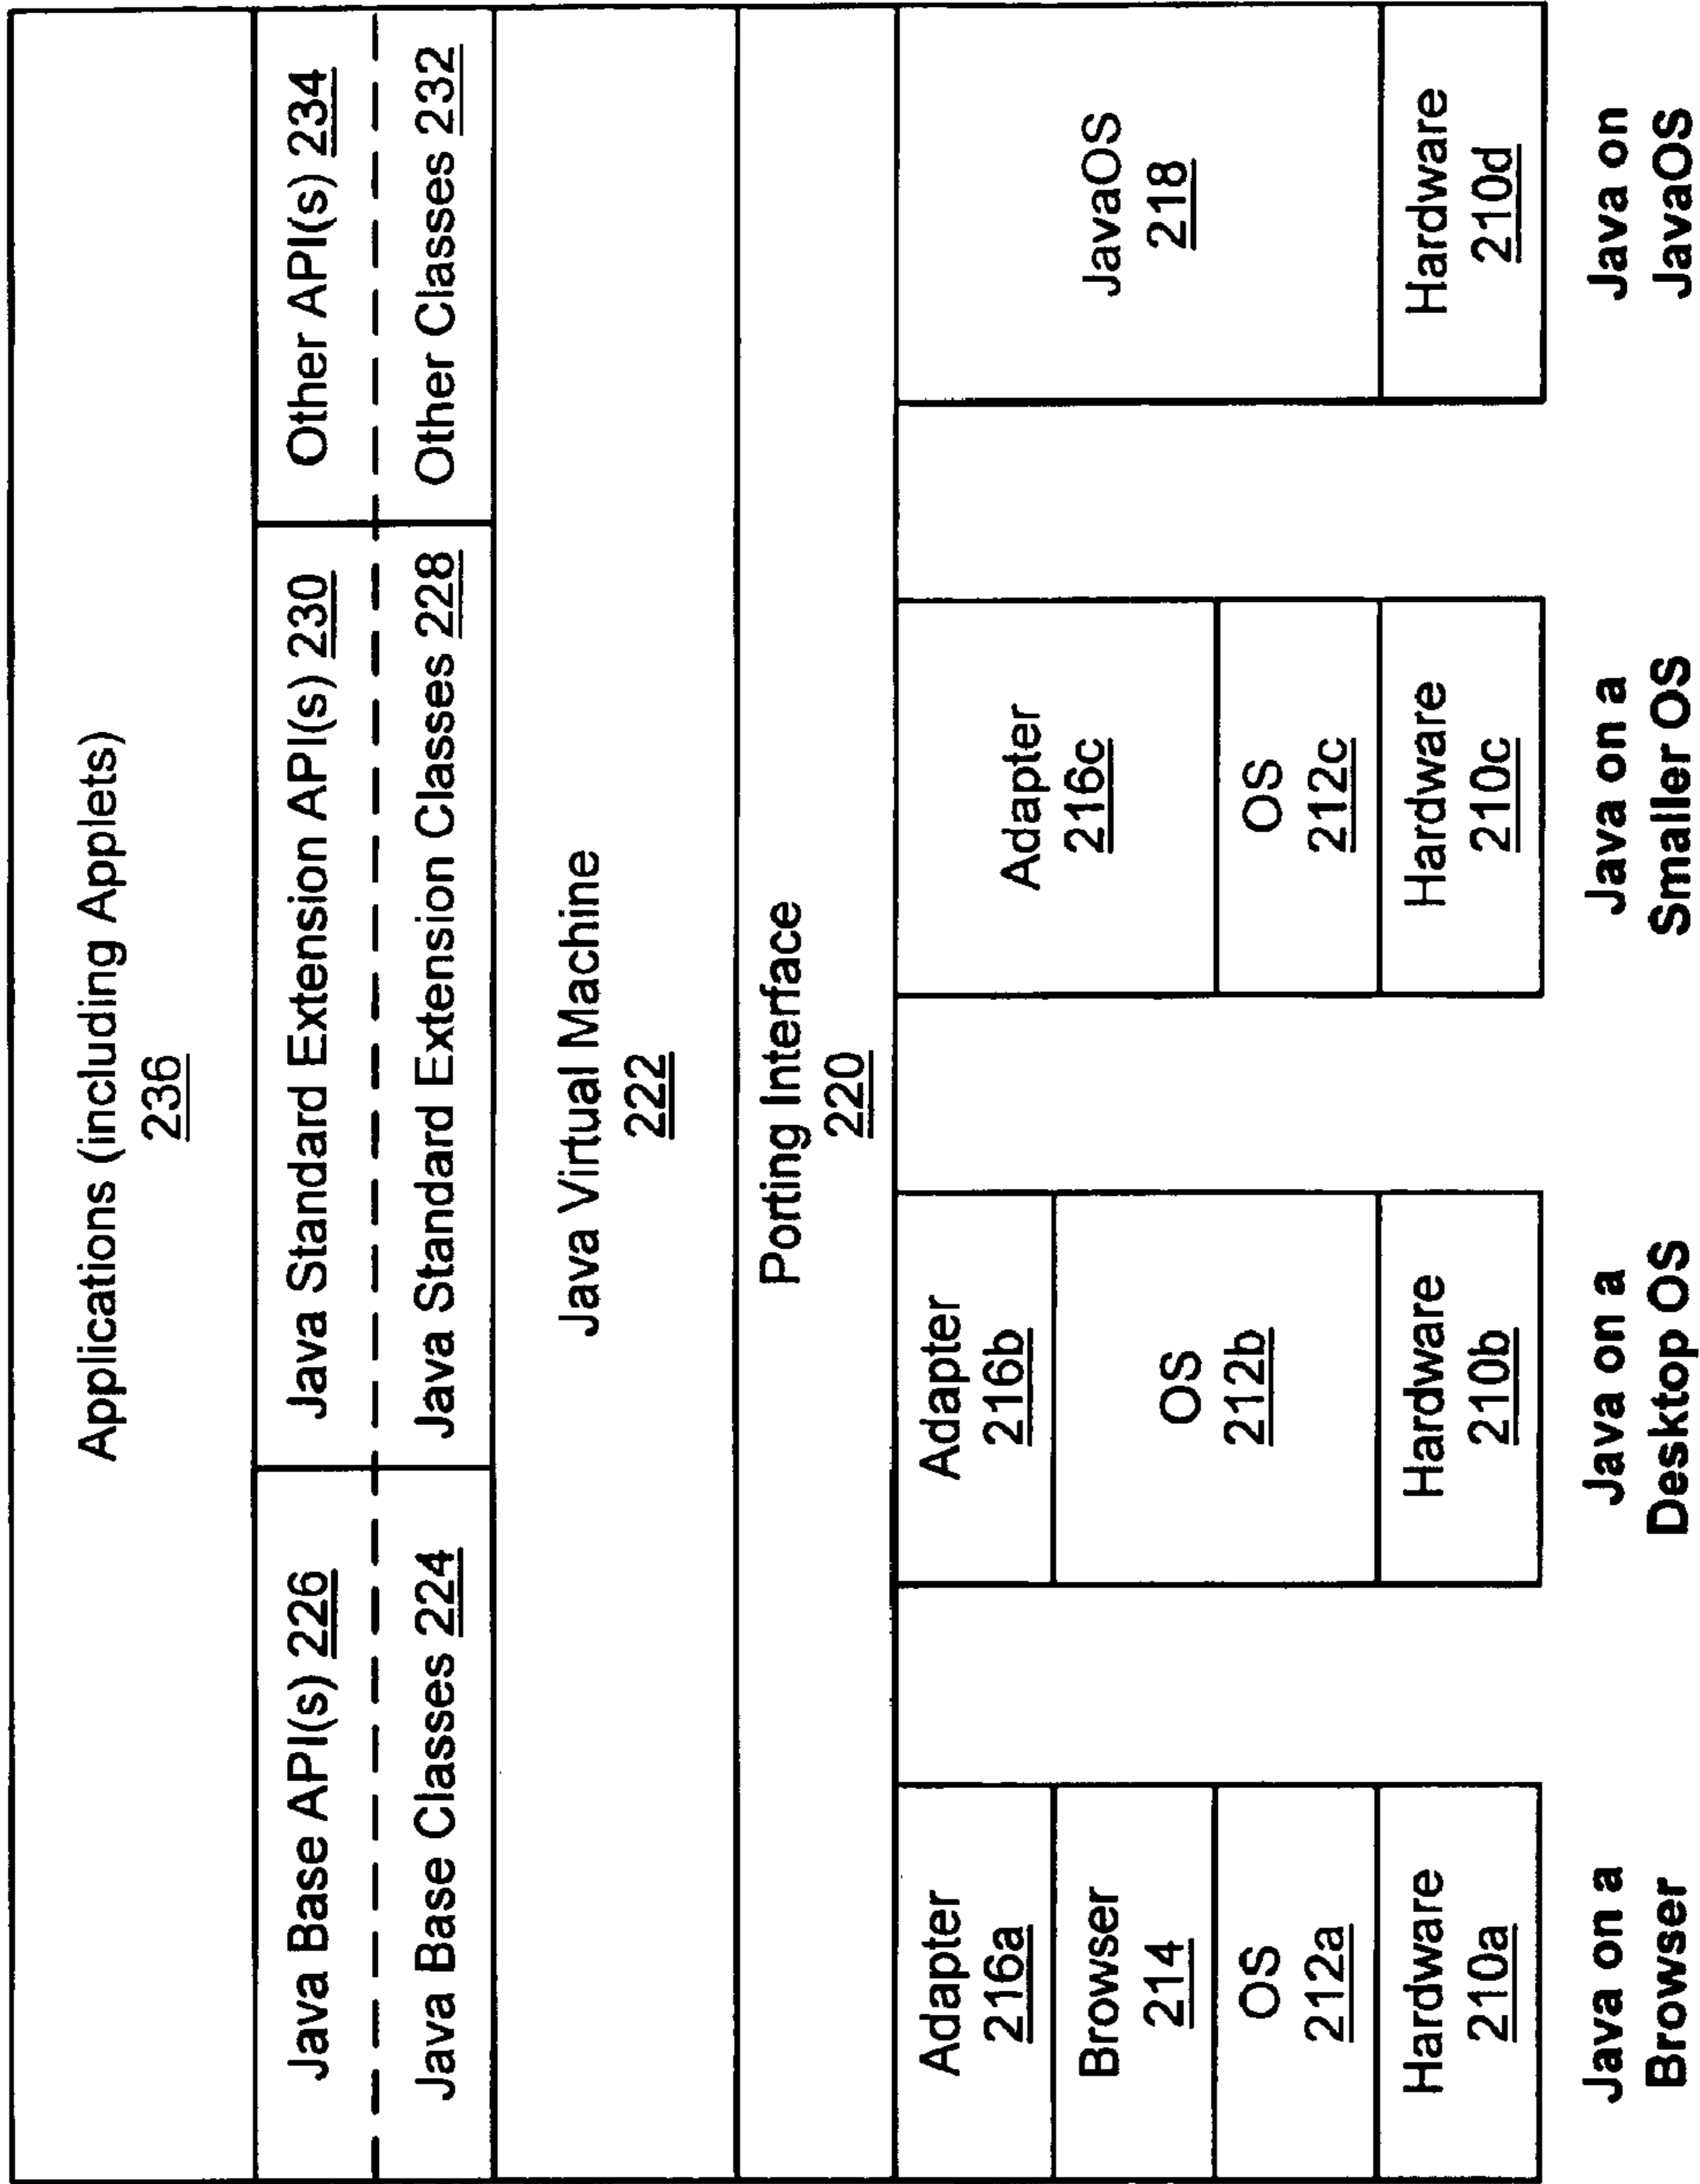 Applications (including Applets)
236
Java Base API(s) 226
Java Standard Extension API(s) 230
Other API(s) 234
Java Base Classes 224
Java Standard Extension Classes 228
Other Classes 232
Java Virtual Machine
222
Porting Interface
220
Adapter
216a
Browser
214
OS
212a
Hardware
210a
Java on a
Browser
Adapter
216b
OS
212b
Hardware
210b
Java on a
Desktop OS
Adapter
216c
OS
212c
Hardware
210c
Java on a
Smaller OS
JavaOS
218
Hardware
210d
Java on
JavaOS